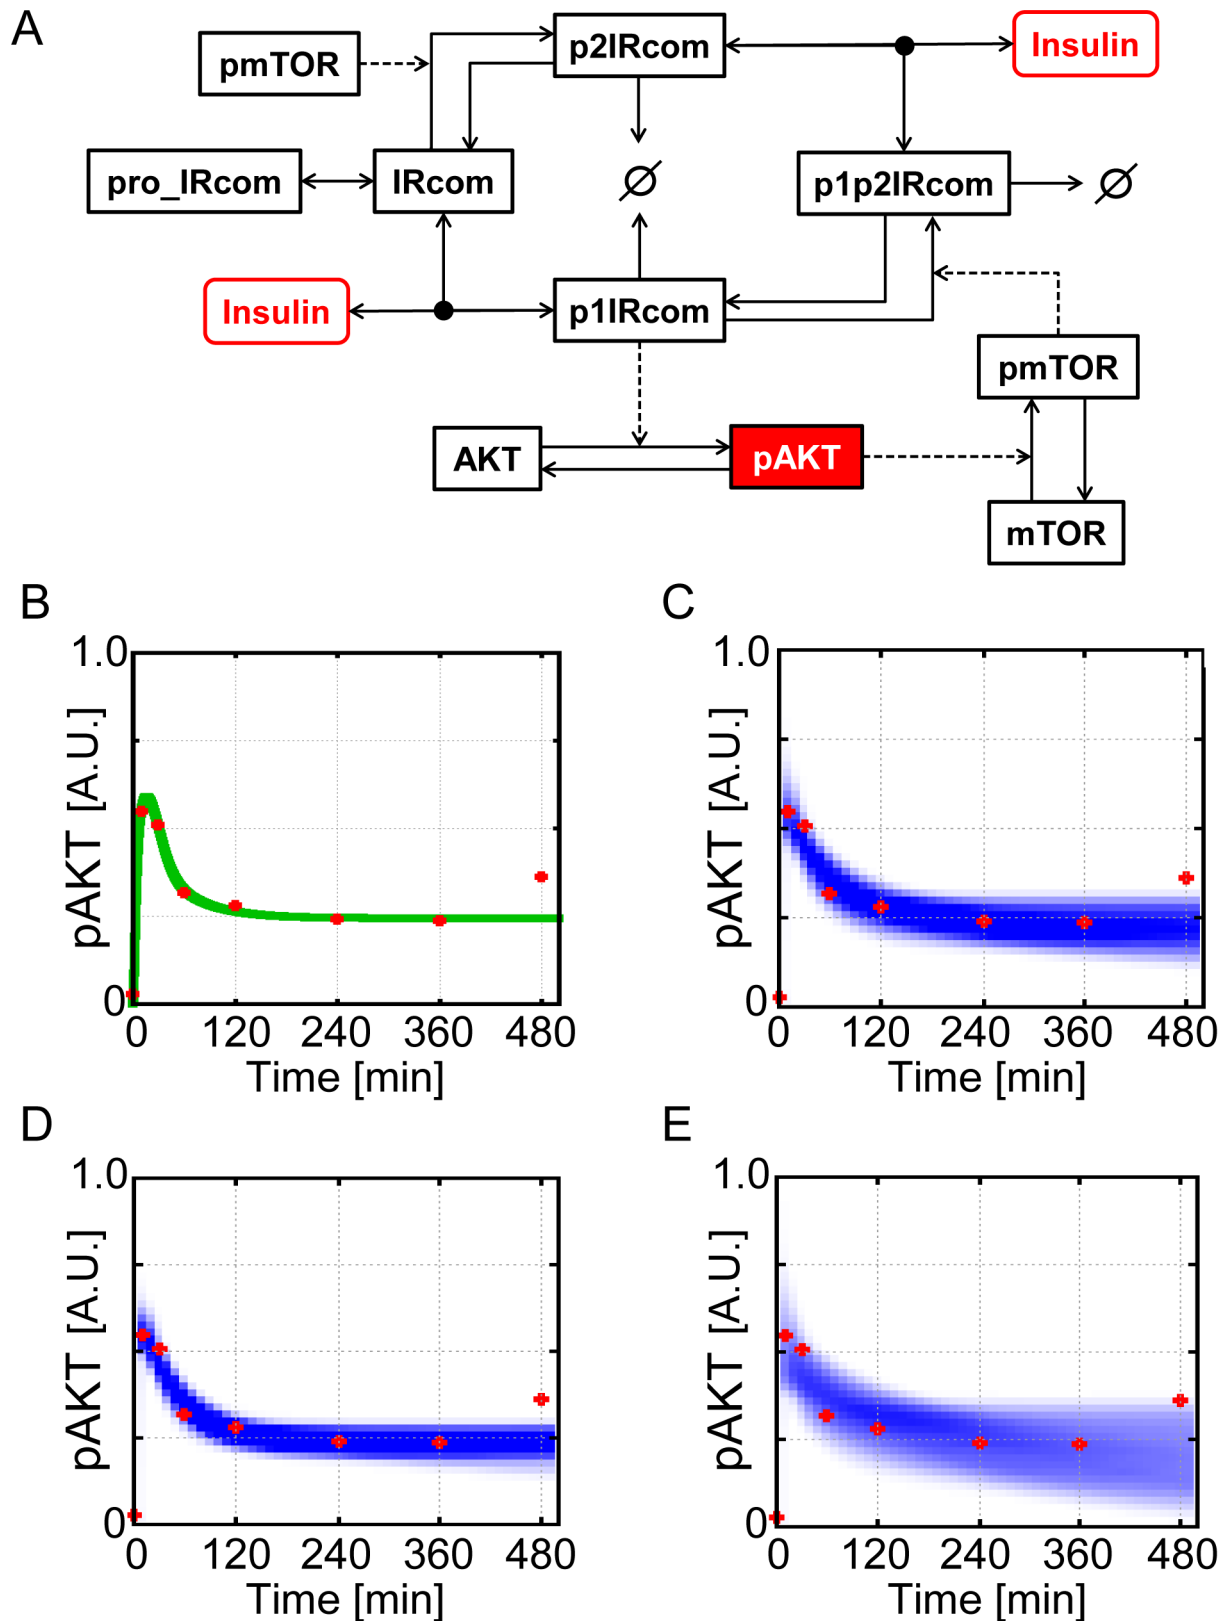 A
pmTOR
p2IRcom
Insulin
pro_IRcom
IRcom
∅
p1p2IRcom
∅
Insulin
p1IRcom
pmTOR
AKT
pAKT
mTOR
B
1.0
pAKT [A.U.]
0
0 120 240 360 480
Time [min]
C
1.0
pAKT [A.U.]
0
0 120 240 360 480
Time [min]
D
1.0
pAKT [A.U.]
0
0 120 240 360 480
Time [min]
E
1.0
pAKT [A.U.]
0
0 120 240 360 480
Time [min]